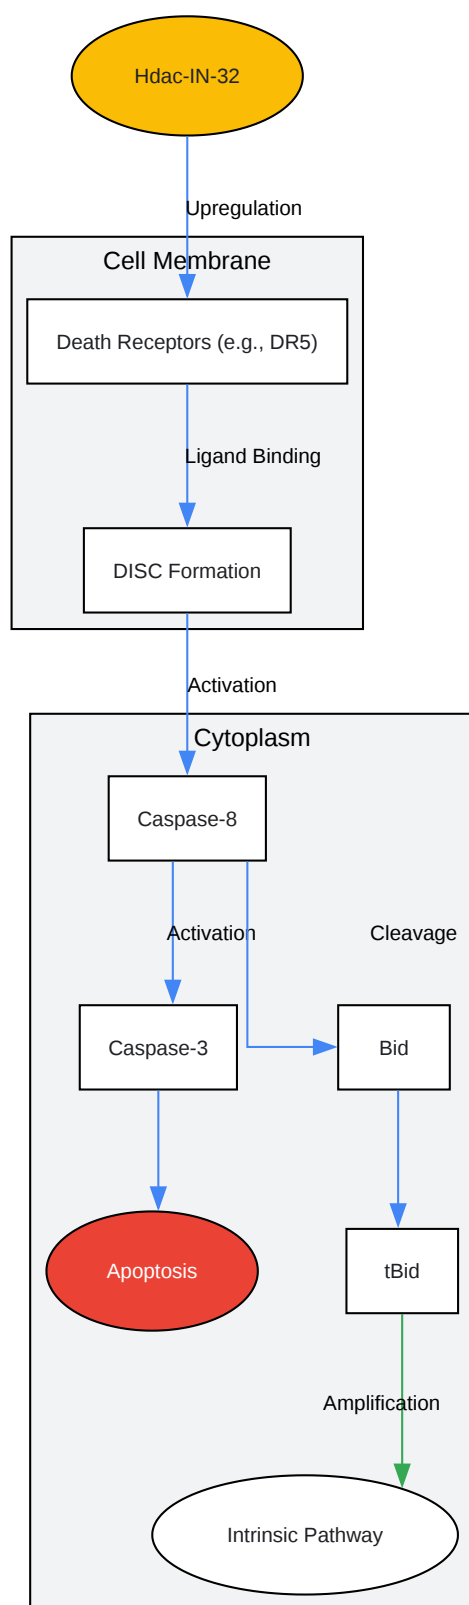 Hdac-IN-32
Upregulation
Cell Membrane
Death Receptors (e.g., DR5)
Ligand Binding
DISC Formation
Activation
Cytoplasm
Caspase-8
Activation
Cleavage
Caspase-3
Bid
Apoptosis
tBid
Amplification
Intrinsic Pathway